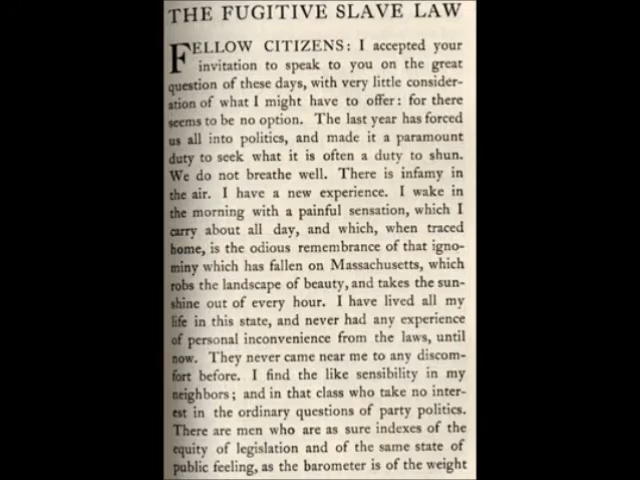 THE FUGITIVE SLAVE LAW
FELLOW CITIZENS: I accepted your
invitation to speak to you on the great
question of these days, with very little consider-
ation of what I might have to offer: for there
seems to be no option. The last year has forced
us all into politics, and made it a paramount
duty to seek what it is often a duty to shun.
We do not breathe well. There is infamy in
the air. I have a new experience. I wake in
the morning with a painful sensation, which I
carry about all day, and which, when traced
home, is the odious remembrance of that igno-
miny which has fallen on Massachusetts, which
robs the landscape of beauty, and takes the sun-
shine out of every hour. I have lived all my
life in this state, and never had any experience
of personal inconvenience from the laws, until
now. They never came near me to any discom-
fort before. I find the like sensibility in my
neighbors; and in that class who take no inter-
est in the ordinary questions of party politics.
There are men who are as sure indexes of the
equity of legislation and of the same state of
public feeling, as the barometer is of the weight